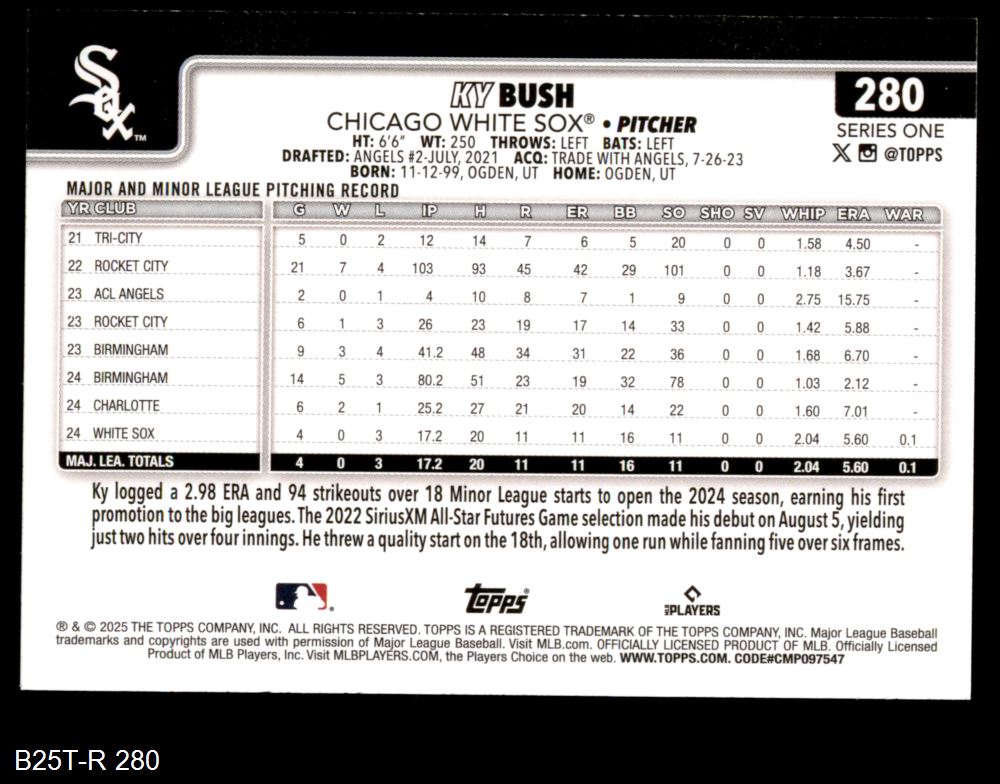 Sox
TM
KY BUSH
280
CHICAGO WHITE SOX® • PITCHER
SERIES ONE
HT: 6'6" WT: 250 THROWS: LEFT BATS: LEFT
DRAFTED: ANGELS #2-JULY, 2021 ACQ: TRADE WITH ANGELS, 7-26-23
@TOPPS
BORN: 11-12-99, OGDEN, UT HOME: OGDEN, UT
MAJOR AND MINOR LEAGUE PITCHING RECORD
YR CLUB G W L IP H R ER BB SO SHO SV WHIP ERA WAR
21 TRI-CITY 5 0 2 12 14 7 6 5 20 0 0 1.58 4.50 -
22 ROCKET CITY 21 7 4 103 93 45 42 29 101 0 0 1.18 3.67 -
23 ACL ANGELS 2 0 1 4 10 8 7 1 9 0 0 2.75 15.75 -
23 ROCKET CITY 6 1 3 26 23 19 17 14 33 0 0 1.42 5.88 -
23 BIRMINGHAM 9 3 4 41.2 48 34 31 22 36 0 0 1.68 6.70 -
24 BIRMINGHAM 14 5 3 80.2 51 23 19 32 78 0 0 1.03 2.12 -
24 CHARLOTTE 6 2 1 25.2 27 21 20 14 22 0 0 1.60 7.01 -
24 WHITE SOX 4 0 3 17.2 20 11 11 16 11 0 0 2.04 5.60 0.1
MAJ. LEA. TOTALS 4 0 3 17.2 20 11 11 16 11 0 0 2.04 5.60 0.1
Ky logged a 2.98 ERA and 94 strikeouts over 18 Minor League starts to open the 2024 season, earning his first
promotion to the big leagues. The 2022 SiriusXM All-Star Futures Game selection made his debut on August 5, yielding
just two hits over four innings. He threw a quality start on the 18th, allowing one run while fanning five over six frames.
Topps®
MLB PLAYERS
® & © 2025 THE TOPPS COMPANY, INC. ALL RIGHTS RESERVED. TOPPS IS A REGISTERED TRADEMARK OF THE TOPPS COMPANY, INC. Major League Baseball
trademarks and copyrights are used with permission of Major League Baseball. Visit MLB.com. OFFICIALLY LICENSED PRODUCT OF MLB. Officially Licensed
Product of MLB Players, Inc. Visit MLBPLAYERS.COM, the Players Choice on the web. WWW.TOPPS.COM. CODE#CMP097547
B25T-R 280